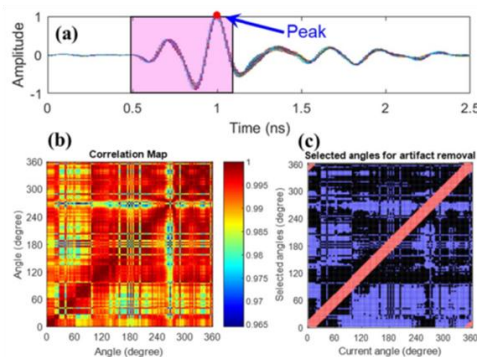 (a)
Peak
Amplitude
1
0
-1
0 0.5 1 1.5 2 2.5
Time (ns)
(b)
Correlation Map
Angle (degree)
360
300
240
180
120
60
0
0 60 120 180 240 300 360
Angle (degree)
1
0.995
0.99
0.985
0.98
0.975
0.97
0.965
(c)
Selected angles for artifact removal
Selected angles (degree)
360
300
240
180
120
60
0
0 60 120 180 240 300 360
Current angle (degree)